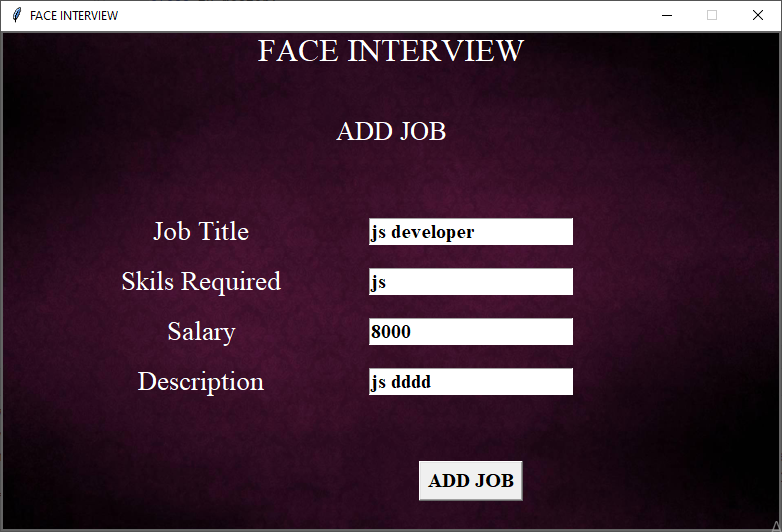 FACE INTERVIEW
FACE INTERVIEW
ADD JOB
Job Title js developer
Skils Required js
Salary 8000
Description js dddd
ADD JOB